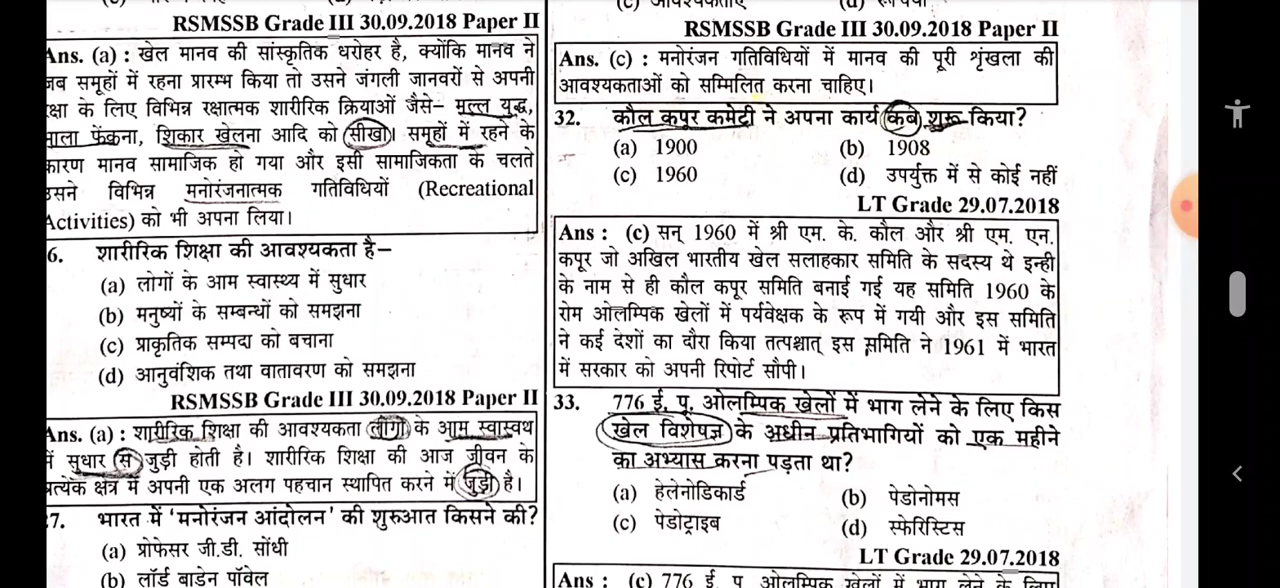 RSMSSB Grade III 30.09.2018 Paper II
Ans. (a) : खेल मानव की सांस्कृतिक धरोहर है, क्योंकि मानव ने
जब समूहों में रहना प्रारम्भ किया तो उसने जंगली जानवरों से अपनी
रक्षा के लिए विभिन्न रक्षात्मक शारीरिक क्रियाओं जैसे– मल्ल युद्ध,
भाला फेंकना, शिकार खेलना आदि को सीखो। समूहों में रहने के
कारण मानव सामाजिक हो गया और इसी सामाजिकता के चलते
उसने विभिन्न मनोरंजनात्मक गतिविधियों (Recreational
Activities) को भी अपना लिया।
6. शारीरिक शिक्षा की आवश्यकता है–
(a) लोगों के आम स्वास्थ्य में सुधार
(b) मनुष्यों के सम्बन्धों को समझना
(c) प्राकृतिक सम्पदा को बचाना
(d) आनुवंशिक तथा वातावरण को समझना
RSMSSB Grade III 30.09.2018 Paper II
Ans. (a) : शारीरिक शिक्षा की आवश्यकता लोगों के आम स्वास्थ
में सुधार से जुड़ी होती है। शारीरिक शिक्षा की आज जीवन के
प्रत्येक क्षेत्र में अपनी एक अलग पहचान स्थापित करने में जुड़ी है।
27. भारत में 'मनोरंजन आंदोलन' की शुरुआत किसने की?
(a) प्रोफेसर जी.डी. सोंधी
(b) लॉर्ड बाडेन पॉवेल
(c) आवश्यकताएँ
RSMSSB Grade III 30.09.2018 Paper II
Ans. (c) : मनोरंजन गतिविधियों में मानव की पूरी शृंखला की
आवश्यकताओं को सम्मिलित करना चाहिए।
32. कौल कपूर कमेटी ने अपना कार्य कब शुरू किया?
(a) 1900 (b) 1908
(c) 1960 (d) उपर्युक्त में से कोई नहीं
LT Grade 29.07.2018
Ans : (c) सन् 1960 में श्री एम. के. कौल और श्री एम. एन.
कपूर जो अखिल भारतीय खेल सलाहकार समिति के सदस्य थे इन्ही
के नाम से ही कौल कपूर समिति बनाई गई यह समिति 1960 के
रोम ओलम्पिक खेलों में पर्यवेक्षक के रूप में गयी और इस समिति
ने कई देशों का दौरा किया तत्पश्चात् इस समिति ने 1961 में भारत
में सरकार को अपनी रिपोर्ट सौपी।
33. 776 ई. पू. ओलम्पिक खेलों में भाग लेने के लिए किस
खेल विशेषज्ञ के अधीन प्रतिभागियों को एक महीने
का अभ्यास करना पड़ता था?
(a) हेलेनोडिकार्ड (b) पेडोनोमस
(c) पेडोट्राइब (d) स्फेरिस्टिस
LT Grade 29.07.2018
Ans : (c) 776 ई. पू. ओलम्पिक खेलों में भाग लेने के लिए